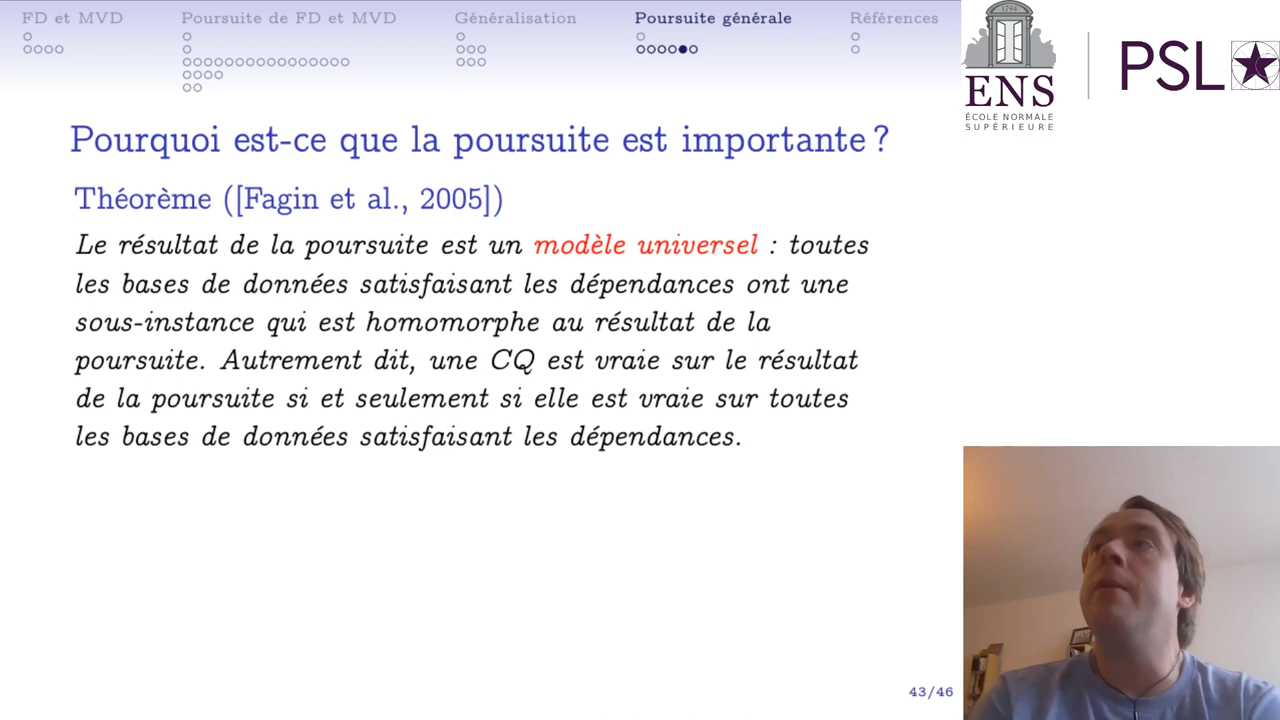 FD et MVD
Poursuite de FD et MVD
Généralisation
Poursuite générale
Références
1794
ENS
ÉCOLE NORMALE
SUPÉRIEURE
PSL
Pourquoi est-ce que la poursuite est importante ?
Théorème ([Fagin et al., 2005])
Le résultat de la poursuite est un modèle universel : toutes
les bases de données satisfaisant les dépendances ont une
sous-instance qui est homomorphe au résultat de la
poursuite. Autrement dit, une CQ est vraie sur le résultat
de la poursuite si et seulement si elle est vraie sur toutes
les bases de données satisfaisant les dépendances.
43/46